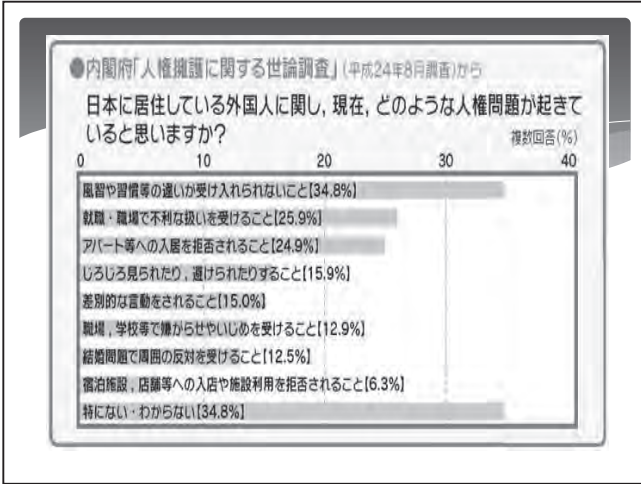 ●内閣府「人権擁護に関する世論調査」(平成24年8月調査)から
日本に居住している外国人に関し,現在,どのような人権問題が起きて
いると思いますか?
複数回答(%)
0 10 20 30 40
風習や習慣等の違いが受け入れられないこと【34.8%】
就職・職場で不利な扱いを受けること【25.9%】
アパート等への入居を拒否されること【24.9%】
じろじろ見られたり,避けられたりすること【15.9%】
差別的な言動をされること【15.0%】
職場,学校等で嫌がらせやいじめを受けること【12.9%】
結婚問題で周囲の反対を受けること【12.5%】
宿泊施設,店舗等への入店や施設利用を拒否されること【6.3%】
特にない・わからない【34.8%】